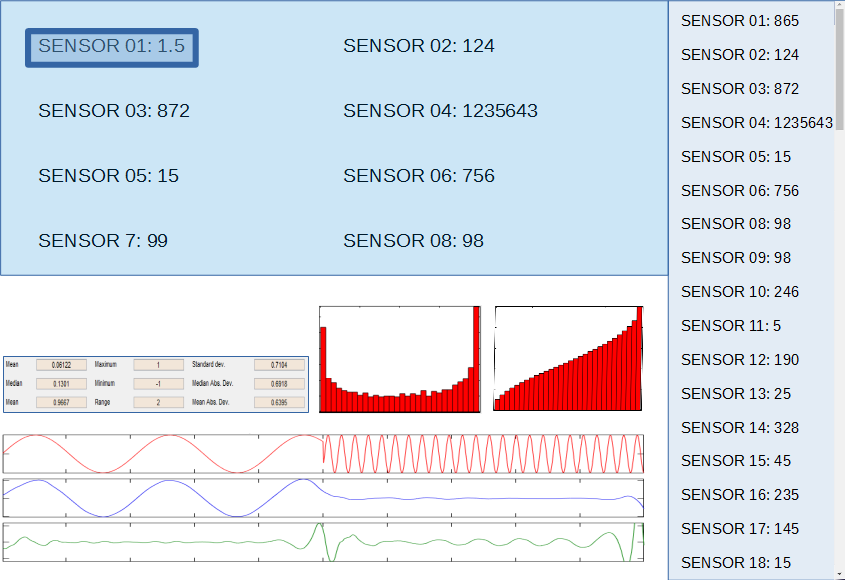 SENSOR 01: 1.5 SENSOR 02: 124
SENSOR 03: 872 SENSOR 04: 1235643
SENSOR 05: 15 SENSOR 06: 756
SENSOR 7: 99 SENSOR 08: 98
Mean 0.06122 Maximum 1 Standard dev. 0.7104
Median 0.1301 Minimum -1 Median Abs. Dev. 0.6918
Mean 0.9667 Range 2 Mean Abs. Dev. 0.6395
SENSOR 01: 865
SENSOR 02: 124
SENSOR 03: 872
SENSOR 04: 1235643
SENSOR 05: 15
SENSOR 06: 756
SENSOR 08: 98
SENSOR 09: 98
SENSOR 10: 246
SENSOR 11: 5
SENSOR 12: 190
SENSOR 13: 25
SENSOR 14: 328
SENSOR 15: 45
SENSOR 16: 235
SENSOR 17: 145
SENSOR 18: 15